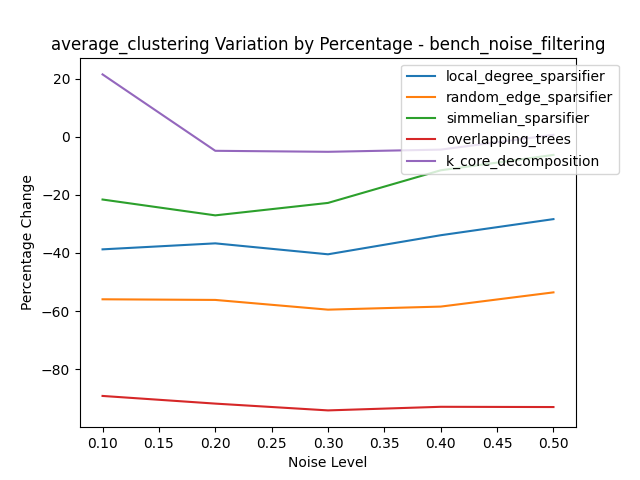 average_clustering Variation by Percentage - bench_noise_filtering
local_degree_sparsifier
random_edge_sparsifier
simmelian_sparsifier
overlapping_trees
k_core_decomposition
Percentage Change
20
0
−20
−40
−60
−80
0.10 0.15 0.20 0.25 0.30 0.35 0.40 0.45 0.50
Noise Level